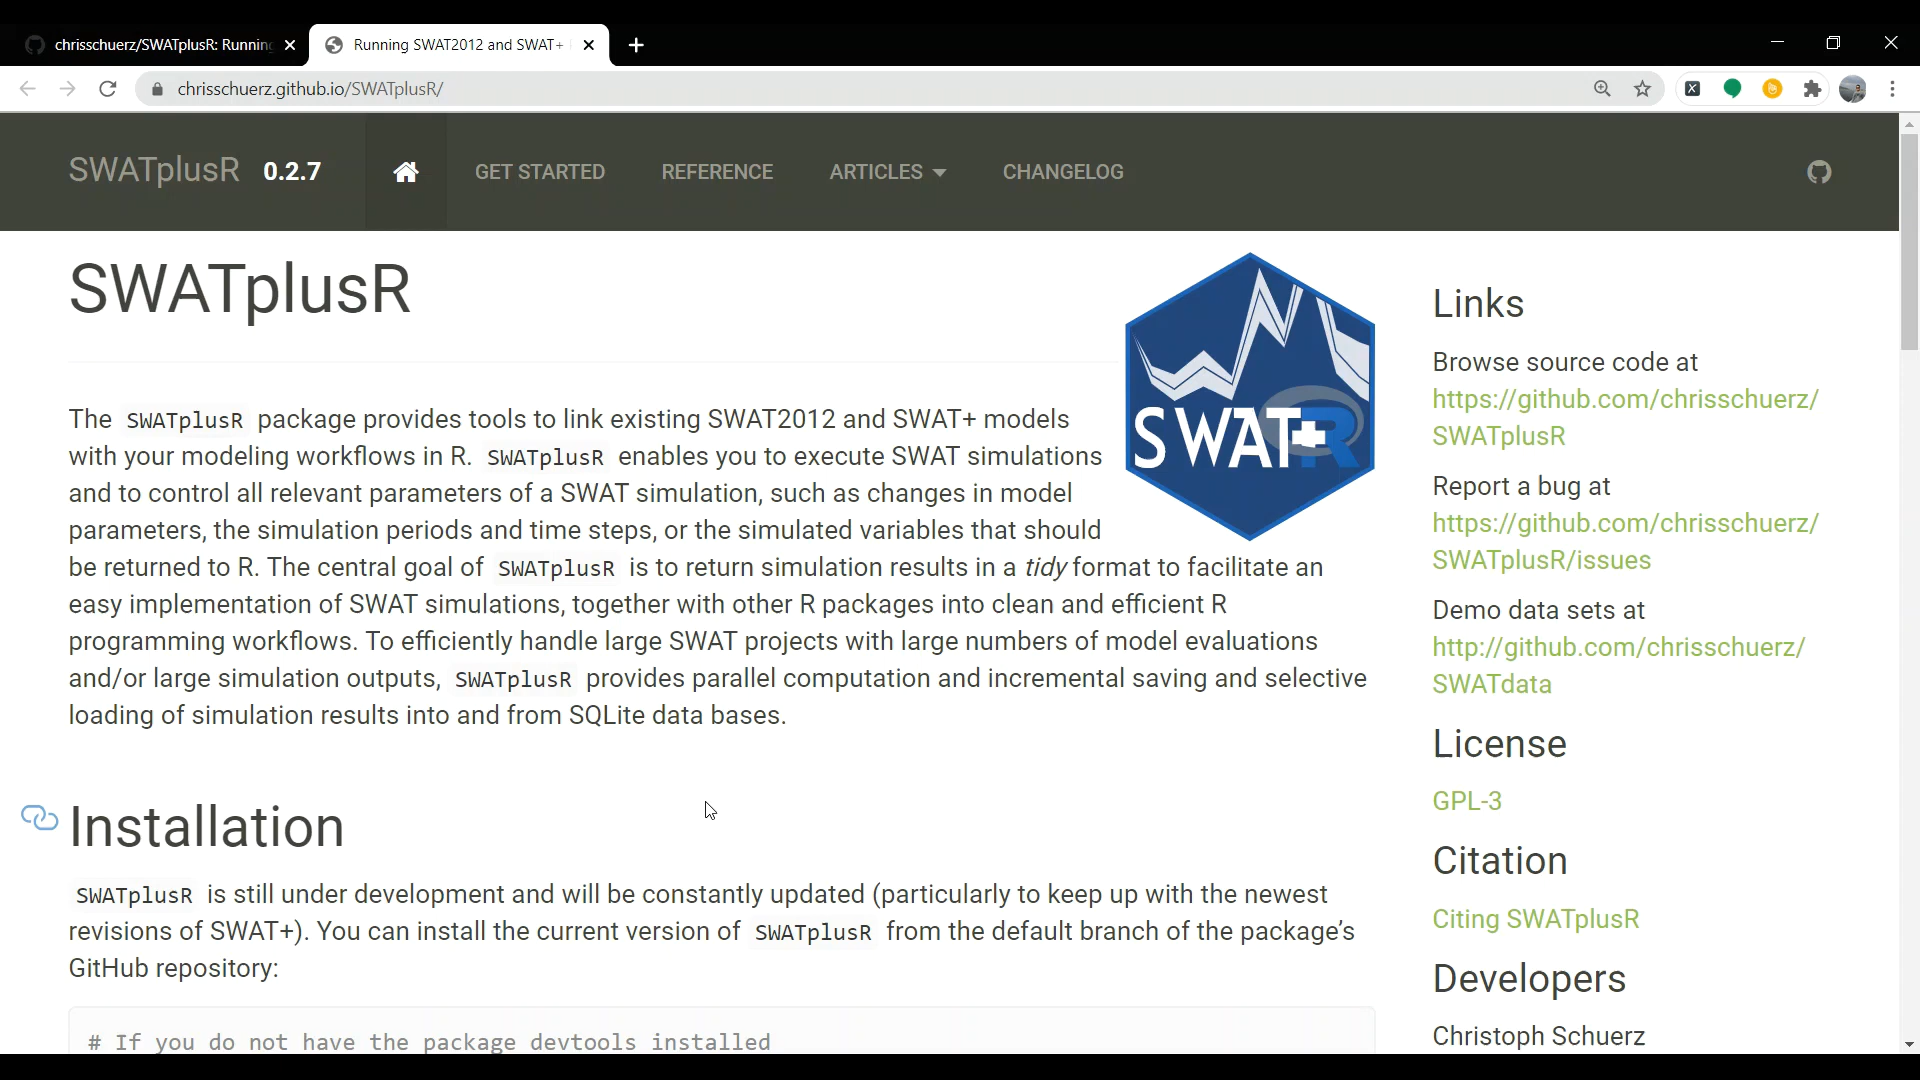 chrisschuerz/SWATplusR: Running
Running SWAT2012 and SWAT+
chrisschuerz.github.io/SWATplusR/
SWATplusR 0.2.7 GET STARTED REFERENCE ARTICLES CHANGELOG
SWATplusR
The SWATplusR package provides tools to link existing SWAT2012 and SWAT+ models
with your modeling workflows in R. SWATplusR enables you to execute SWAT simulations
and to control all relevant parameters of a SWAT simulation, such as changes in model
parameters, the simulation periods and time steps, or the simulated variables that should
be returned to R. The central goal of SWATplusR is to return simulation results in a tidy format to facilitate an
easy implementation of SWAT simulations, together with other R packages into clean and efficient R
programming workflows. To efficiently handle large SWAT projects with large numbers of model evaluations
and/or large simulation outputs, SWATplusR provides parallel computation and incremental saving and selective
loading of simulation results into and from SQLite data bases.
SWAT+R
Installation
SWATplusR is still under development and will be constantly updated (particularly to keep up with the newest
revisions of SWAT+). You can install the current version of SWATplusR from the default branch of the package’s
GitHub repository:
# If you do not have the package devtools installed
Links
Browse source code at
https://github.com/chrisschuerz/
SWATplusR
Report a bug at
https://github.com/chrisschuerz/
SWATplusR/issues
Demo data sets at
http://github.com/chrisschuerz/
SWATdata
License
GPL-3
Citation
Citing SWATplusR
Developers
Christoph Schuerz